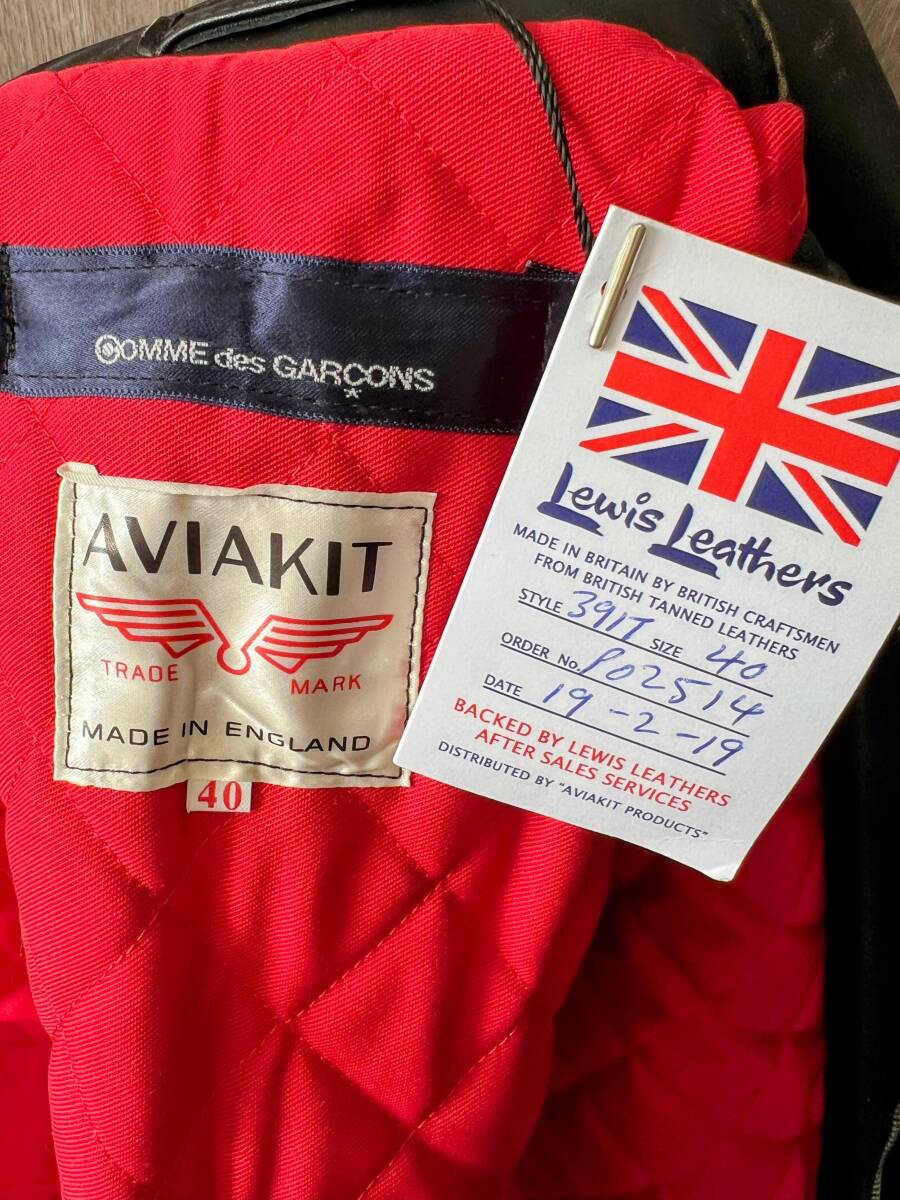 COMME des GARÇONS
*
AVIAKIT
TRADE MARK
MADE IN ENGLAND
40
Lewis Leathers
MADE IN BRITAIN BY BRITISH CRAFTSMEN
FROM BRITISH TANNED LEATHERS
STYLE 391T SIZE 40
ORDER No. P02514
DATE 19-2-19
BACKED BY LEWIS LEATHERS
AFTER SALES SERVICES
DISTRIBUTED BY "AVIAKIT PRODUCTS"